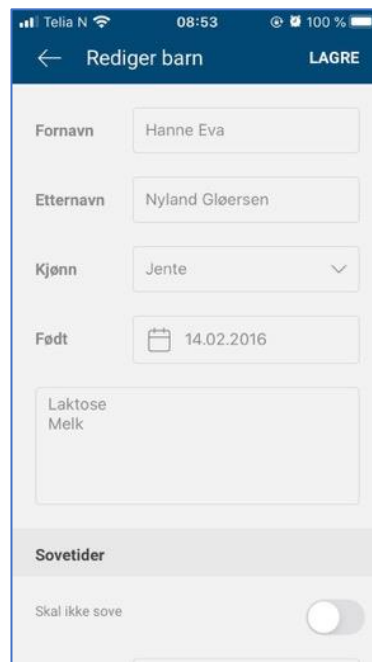 Telia N 08:53 100 %
Rediger barn LAGRE
Fornavn Hanne Eva
Etternavn Nyland Gløersen
Kjønn Jente
Født 14.02.2016
Laktose
Melk
Sovetider
Skal ikke sove